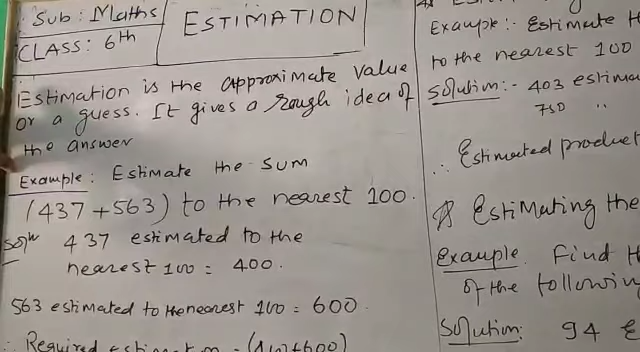 Sub: Maths
CLASS: 6th
ESTIMATION
Estimation is the approximate value
or a guess. It gives a rough idea of
the answer
Example: Estimate the sum
(437+563) to the nearest 100.
Soln 437 estimated to the
nearest 100 = 400.
563 estimated to the nearest 100 = 600.
∴ Required
Example:- Estimate
to the nearest 100
Solution:- 403
750 "
∴ Estimated product
Estimating the
Example. Find
of the
Solution: 94